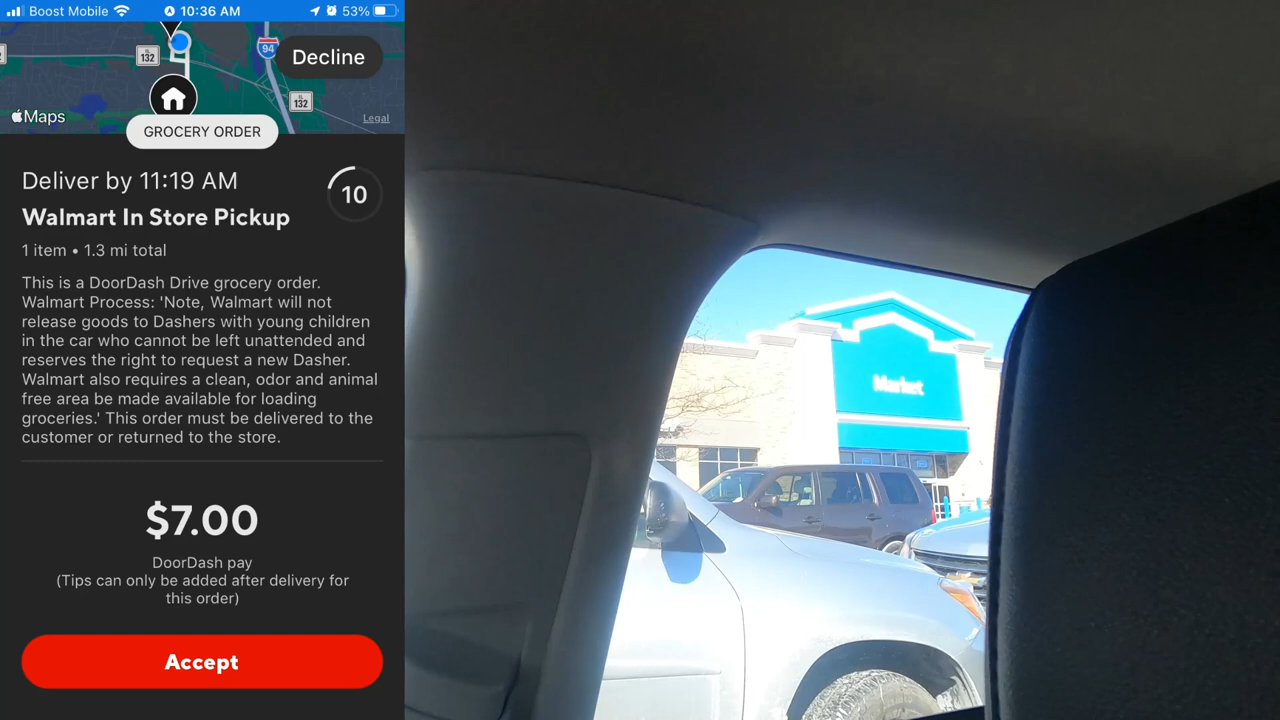 Boost Mobile 10:36 AM 53%
132
94
Decline
IL
132
Maps
Legal
GROCERY ORDER
Deliver by 11:19 AM
10
Walmart In Store Pickup
1 item • 1.3 mi total
This is a DoorDash Drive grocery order.
Walmart Process: 'Note, Walmart will not
release goods to Dashers with young children
in the car who cannot be left unattended and
reserves the right to request a new Dasher.
Walmart also requires a clean, odor and animal
free area be made available for loading
groceries.' This order must be delivered to the
customer or returned to the store.
$7.00
DoorDash pay
(Tips can only be added after delivery for
this order)
Accept
Market